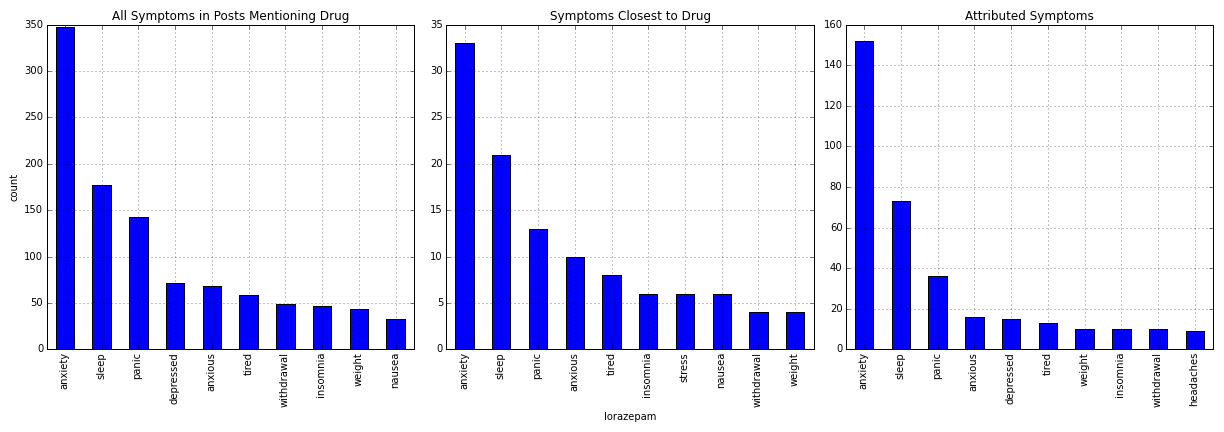 All Symptoms in Posts Mentioning Drug
350
300
250
200
150
100
50
0
count
anxiety
sleep
panic
depressed
anxious
tired
withdrawal
insomnia
weight
nausea
Symptoms Closest to Drug
35
30
25
20
15
10
5
0
anxiety
sleep
panic
anxious
tired
insomnia
stress
nausea
withdrawal
weight
lorazepam
Attributed Symptoms
160
140
120
100
80
60
40
20
0
anxiety
sleep
panic
anxious
depressed
tired
weight
insomnia
withdrawal
headaches